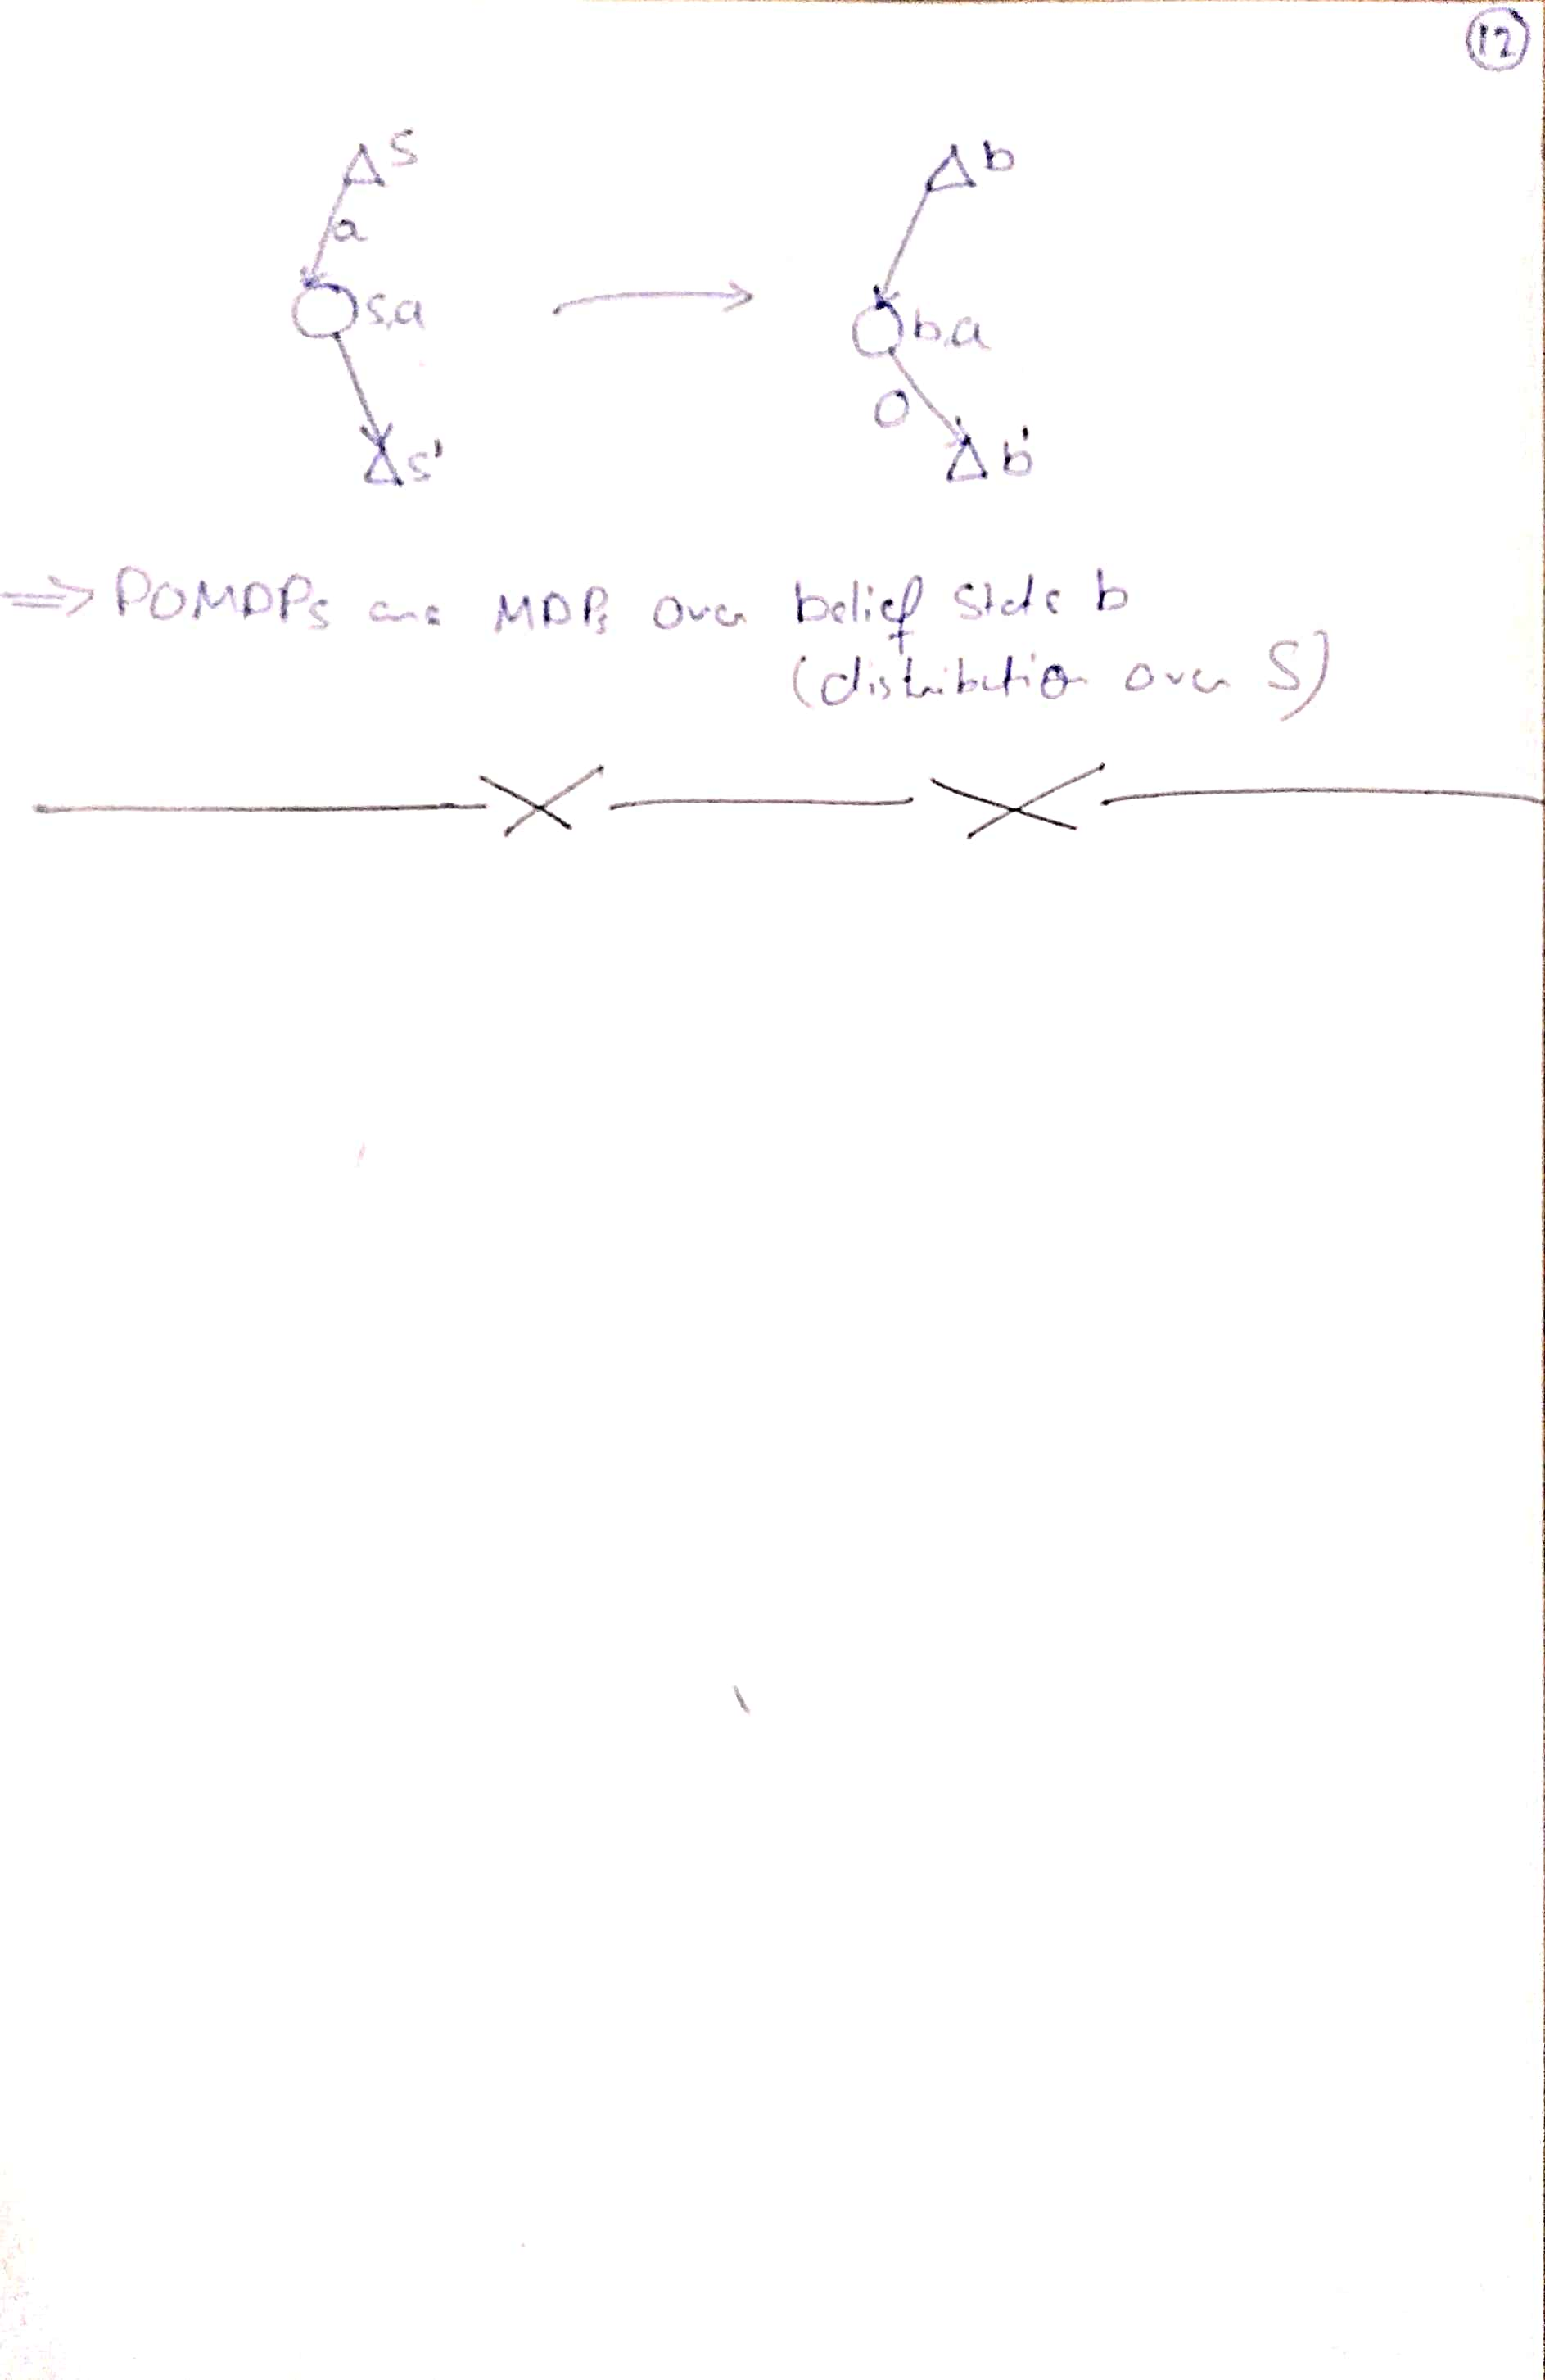 12
s
a
s,a
s'
b
b,a
o
b'
=> POMDPs are MDPs over belief state b
(distribution over S)